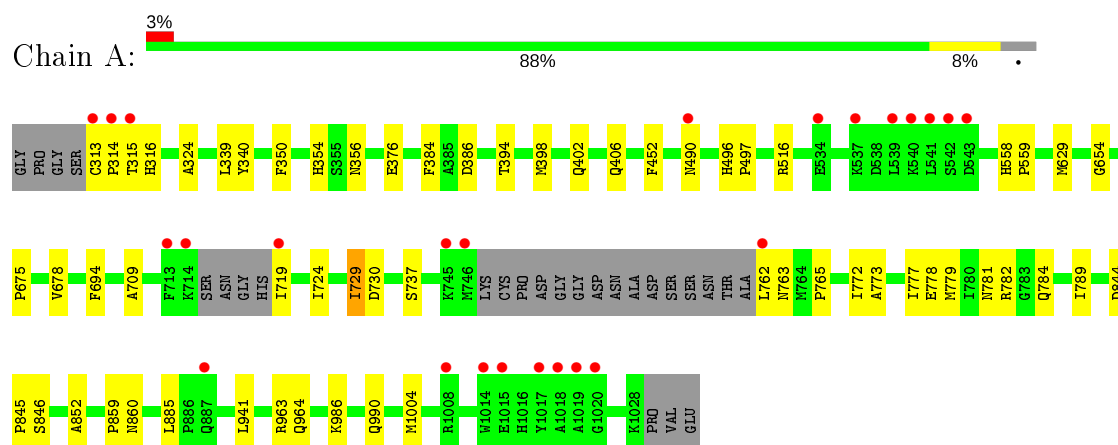 3%
Chain A:
88% 8% •
GLY PRO GLY SER C313 P314 T315 H316 A324 L339 Y340 F350 H354 S355 N356 E376 F384 A385 D386 T394 M398 Q402 Q406 F452 N490 H496 P497 R516 E534 K537 D538 L539 K540 L541 S542 D543 H558 P559 M629 G654
P675 V678 F694 A709 F713 K714 SER ASN GLY HIS I719 I724 I729 D730 S737 K745 M746 LYS CYS PRO ASP GLY GLY ASP ASN ALA ASP SER SER ASN THR ALA L762 N763 M764 P765 I772 A773 I777 E778 M779 I780 N781 R782 G783 Q784 I789
P845 S846 A852 P859 N860 L885 P886 Q887 L941 R963 Q964 K986 Q990 M1004 R1008 W1014 E1015 H1016 Y1017 A1018 A1019 G1020 K1028 PRO VAL GLU